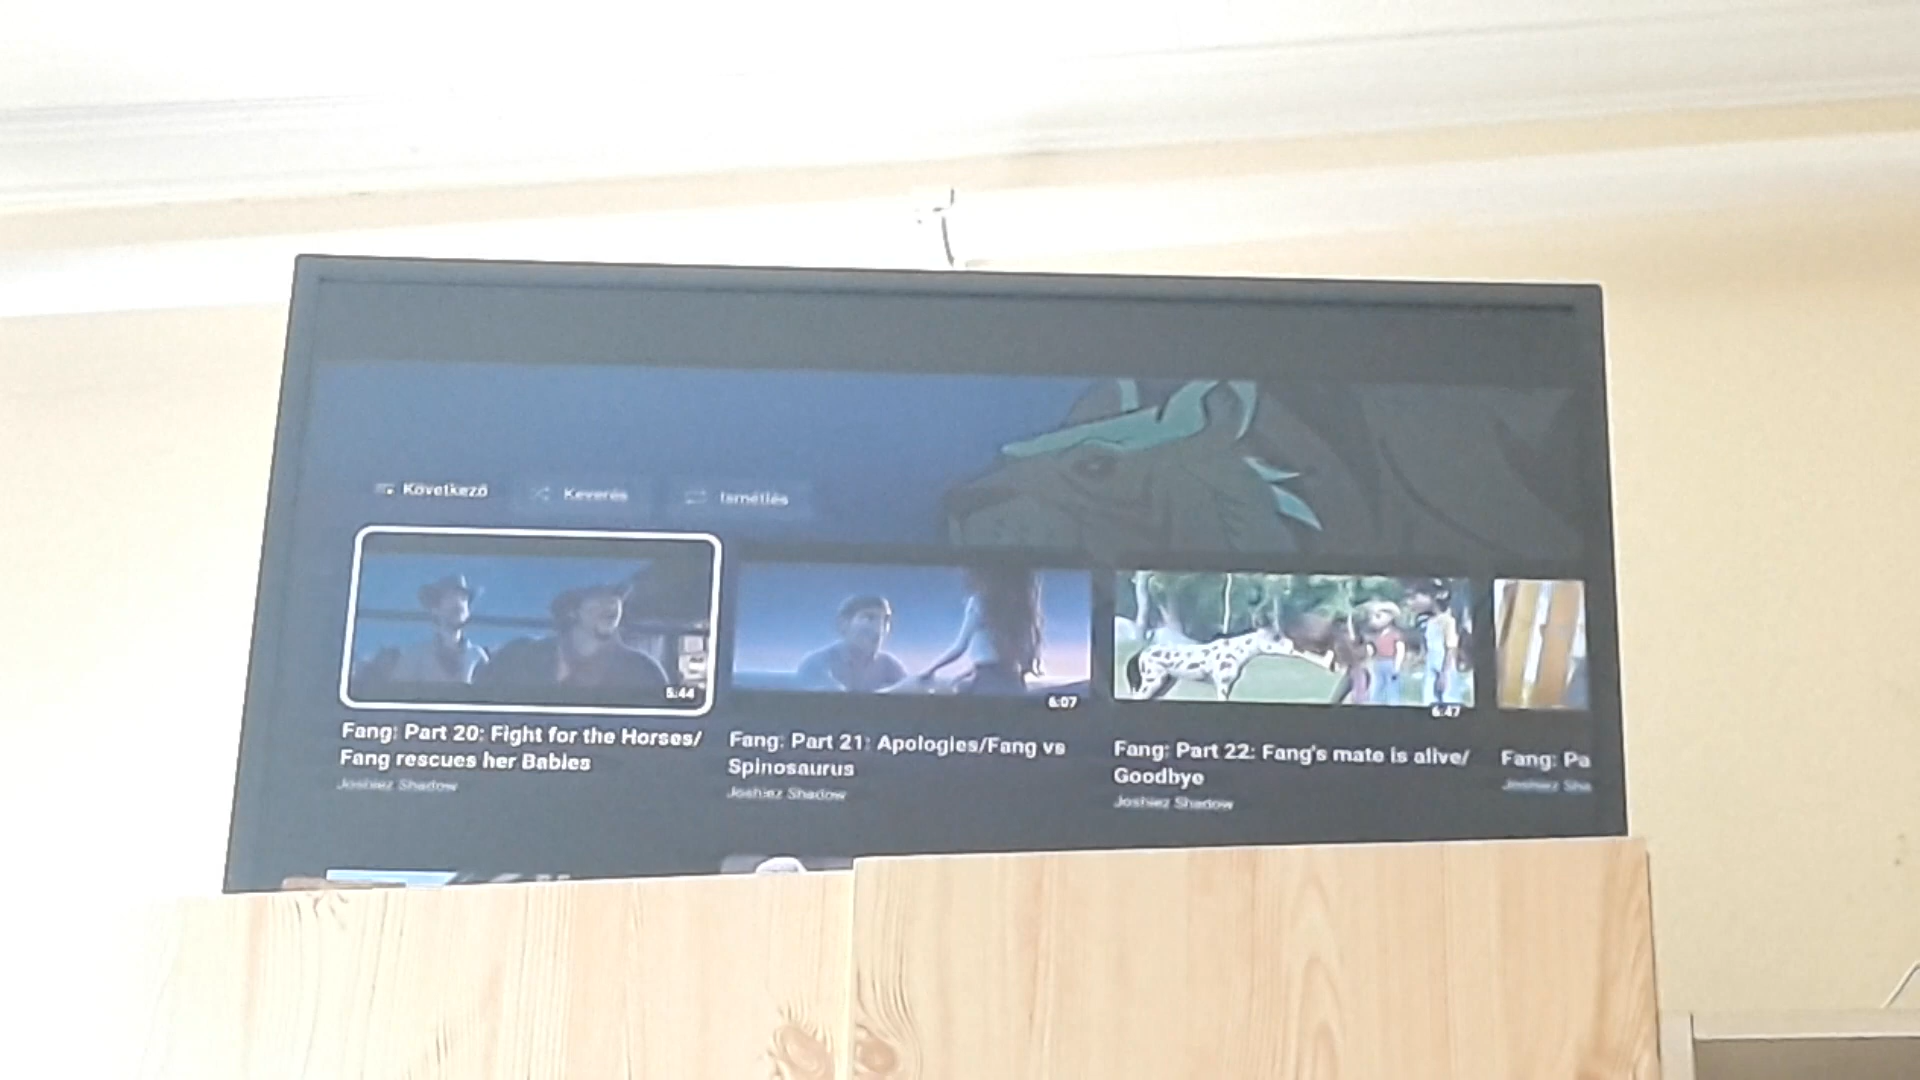 Következő
Keverés
Ismétlés
5:44
6:07
6:47
Fang: Part 20: Fight for the Horses/
Fang rescues her Babies
Joshiez Shadow
Fang: Part 21: Apologies/Fang vs
Spinosaurus
Joshiez Shadow
Fang: Part 22: Fang's mate is alive/
Goodbye
Joshiez Shadow
Fang: Pa
Joshiez Sha